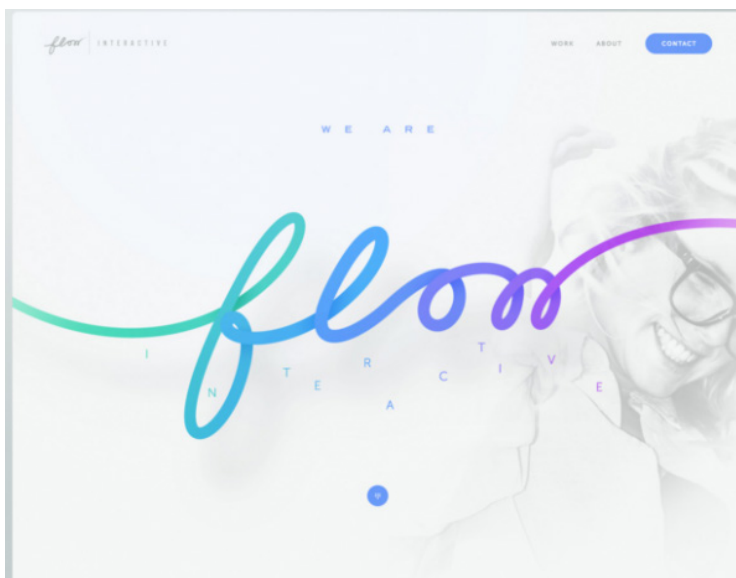 flow INTERACTIVE
WORK ABOUT CONTACT
WE ARE
flow
INTERACTIVE